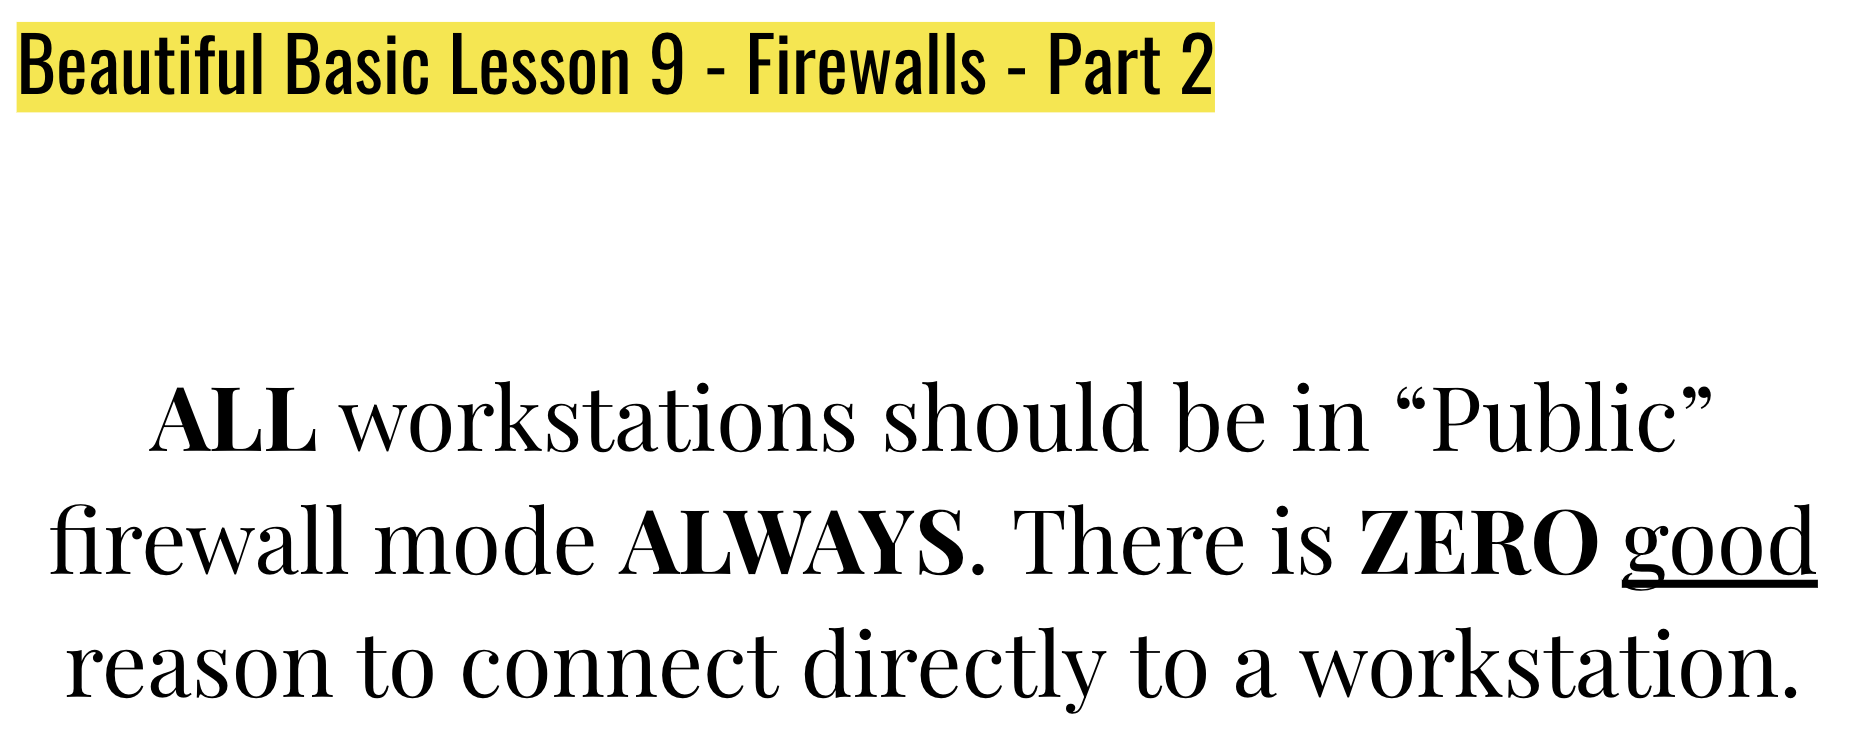 Beautiful Basic Lesson 9 - Firewalls - Part 2
ALL workstations should be in “Public”
firewall mode ALWAYS. There is ZERO good
reason to connect directly to a workstation.